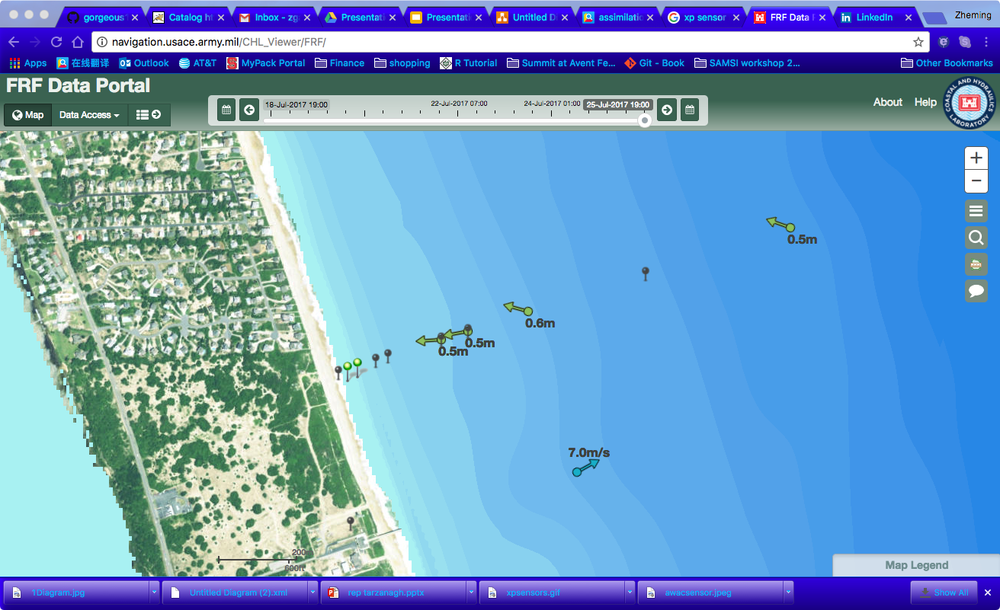 gorgeous1
Catalog ht
Inbox - zg
Presentati
Presentati
Untitled D
assimilatio
xp sensor
FRF Data P
LinkedIn
Zheming
navigation.usace.army.mil/CHL_Viewer/FRF/
Apps
在线翻译
Outlook
AT&T
MyPack Portal
Finance
shopping
R Tutorial
Summit at Avent Fe...
Git - Book
SAMSI workshop 2...
Other Bookmarks
FRF Data Portal
Map
Data Access
18-Jul-2017 19:00
22-Jul-2017 07:00
24-Jul-2017 01:00
25-Jul-2017 19:00
About
Help
COASTAL AND HYDRAULICS
LABORATORY
0.5m
0.6m
0.5m
0.5m
7.0m/s
200m
600ft
Map Legend
1Diagram.jpg
Untitled Diagram (2).xml
rep tarzanagh.pptx
xpsensors.gif
awacsensor.jpeg
Show All